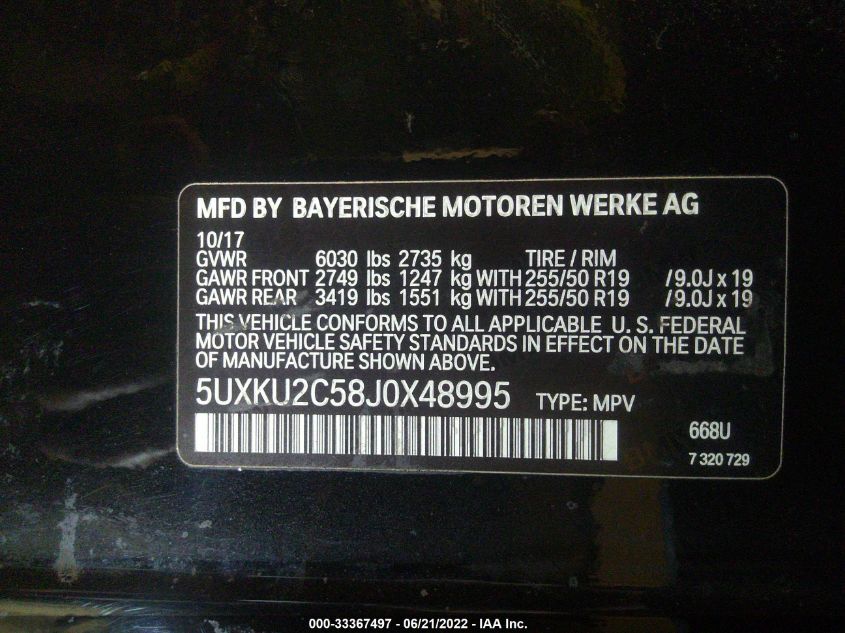 MFD BY BAYERISCHE MOTOREN WERKE AG
10/17
GVWR 6030 lbs 2735 kg TIRE / RIM
GAWR FRONT 2749 lbs 1247 kg WITH 255/50 R19 /9.0J x 19
GAWR REAR 3419 lbs 1551 kg WITH 255/50 R19 /9.0J x 19
THIS VEHICLE CONFORMS TO ALL APPLICABLE U. S. FEDERAL
MOTOR VEHICLE SAFETY STANDARDS IN EFFECT ON THE DATE
OF MANUFACTURE SHOWN ABOVE.
5UXKU2C58J0X48995 TYPE: MPV
668U
7 320 729
000-33367497 - 06/21/2022 - IAA Inc.